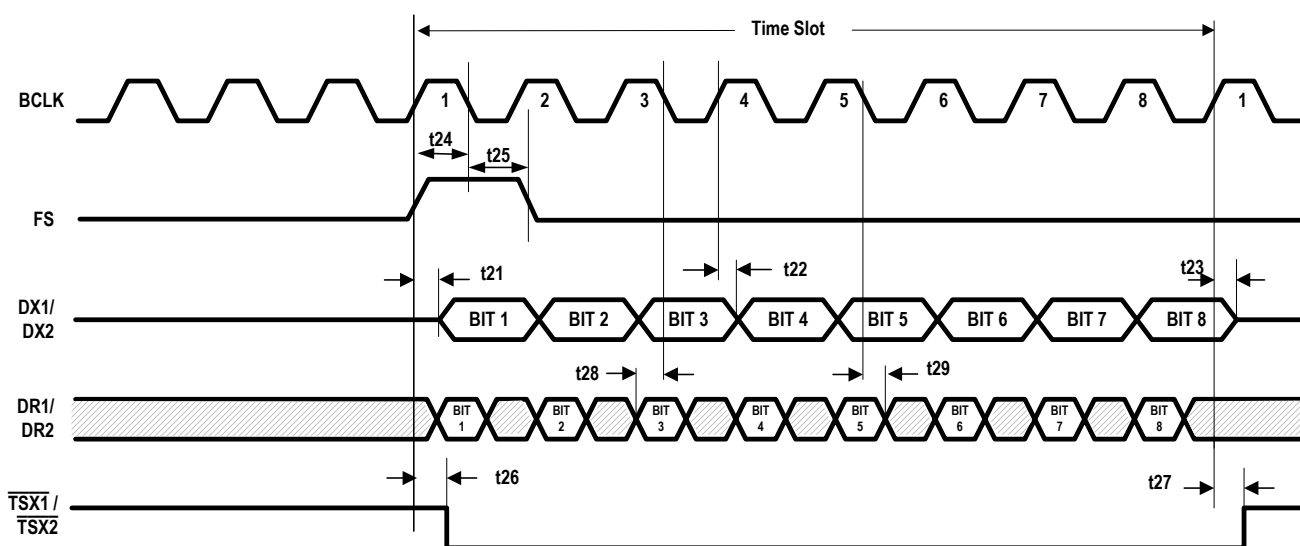 Time Slot
BCLK
1 2 3 4 5 6 7 8 1
t24
t25
FS
t21 t22 t23
DX1/
DX2
BIT 1 BIT 2 BIT 3 BIT 4 BIT 5 BIT 6 BIT 7 BIT 8
t28 t29
DR1/
DR2
BIT BIT BIT BIT BIT BIT BIT BIT
1 2 3 4 5 6 7 8
t26 t27
TSX1 /
TSX2